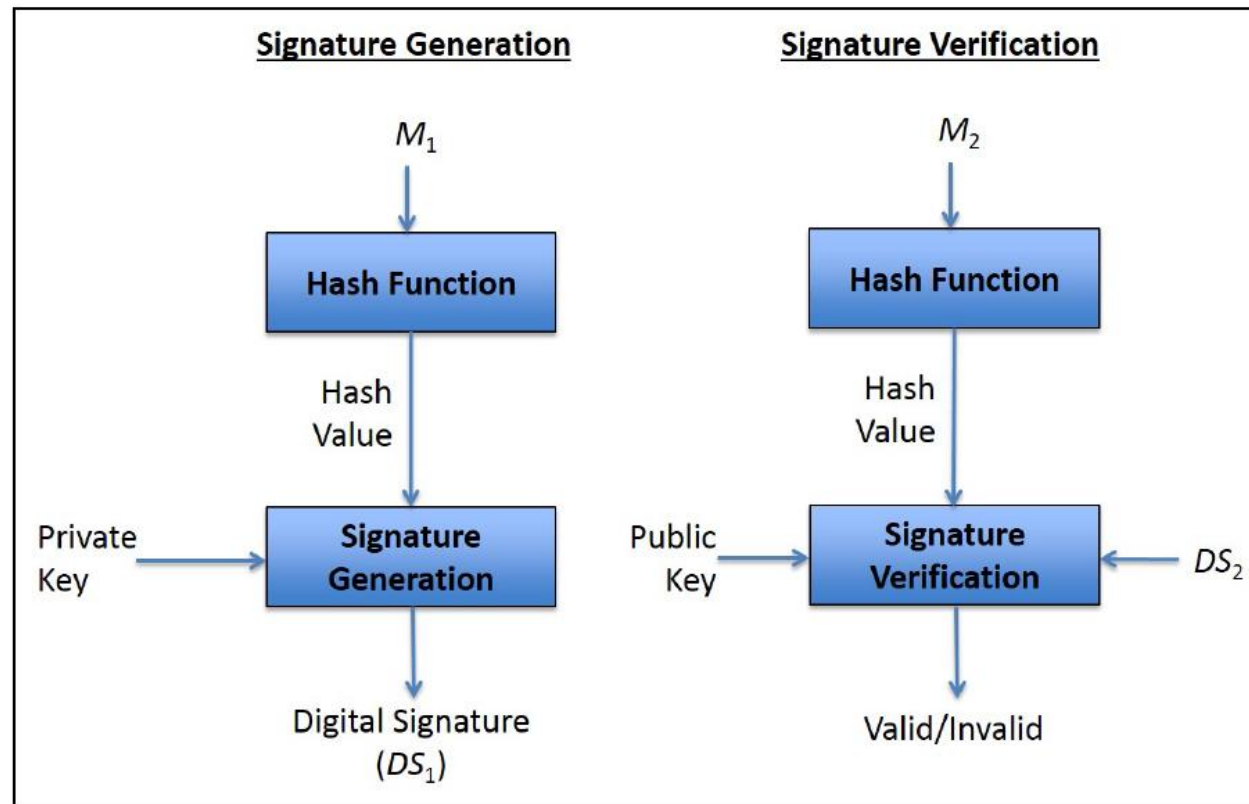 Signature Generation
M₁
Hash Function
Hash
Value
Private
Key
Signature
Generation
Digital Signature
(DS₁)
Signature Verification
M₂
Hash Function
Hash
Value
Public
Key
Signature
Verification
DS₂
Valid/Invalid